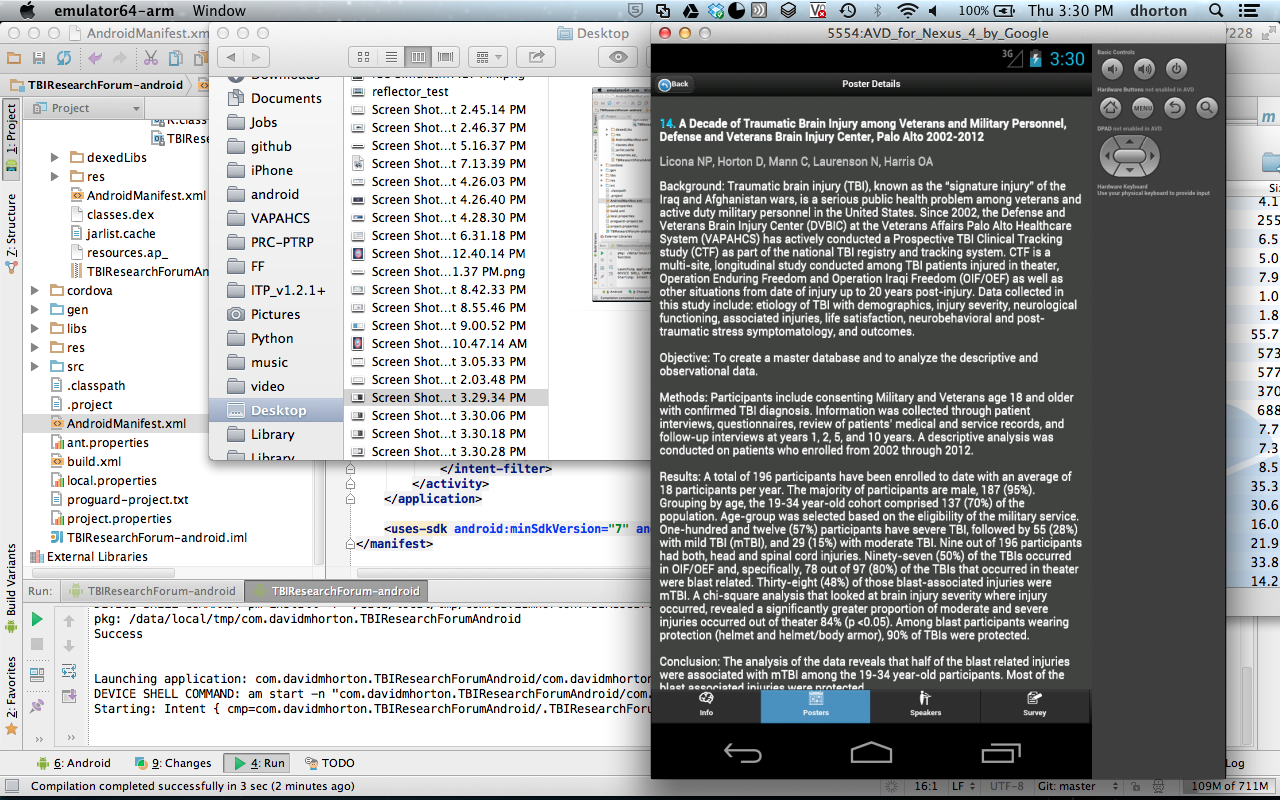 emulator64-arm Window
100% Thu 3:30 PM dhorton
AndroidManifest.xm
TBIResearchForum-android
Project
TBIRese
dexedLibs
res
AndroidManifest.xml
classes.dex
jarlist.cache
resources.ap_
TBIResearchForumAn
cordova
gen
libs
res
src
.classpath
.project
AndroidManifest.xml
ant.properties
build.xml
local.properties
proguard-project.txt
project.properties
TBIResearchForum-android.iml
External Libraries
1: Project
Z: Structure
Build Variants
2: Favorites
Desktop
Downloads
Documents
Jobs
github
iPhone
android
VAPAHCS
PRC-PTRP
FF
ITP_v1.2.1+
Pictures
Python
music
video
Desktop
Library
Library
reflector_test
Screen Shot...t 2.45.14 PM
Screen Shot...t 2.46.37 PM
Screen Shot...t 5.16.37 PM
Screen Shot...t 7.13.39 PM
Screen Shot...t 4.26.03 PM
Screen Shot...t 4.26.40 PM
Screen Shot...t 4.28.30 PM
Screen Shot...t 6.31.18 PM
Screen Shot... 12.40.14 PM
Screen Shot...1.37 PM.png
Screen Shot...t 8.42.33 PM
Screen Shot...t 8.55.46 PM
Screen Shot...t 9.00.52 PM
Screen Shot...10.47.14 AM
Screen Shot...t 3.05.33 PM
Screen Shot...t 2.03.48 PM
Screen Shot...t 3.29.34 PM
Screen Shot...t 3.30.06 PM
Screen Shot...t 3.30.18 PM
Screen Shot...t 3.30.28 PM
</intent-filter>
</activity>
</application>
<uses-sdk android:minSdkVersion="7" an
</manifest>
Run: TBIResearchForum-android TBIResearchForum-android
pkg: /data/local/tmp/com.davidmhorton.TBIResearchForumAndroid
Success
Launching application: com.davidmhorton.TBIResearchForumAndroid/com.davidmhorton
DEVICE SHELL COMMAND: am start -n "com.davidmhorton.TBIResearchForumAndroid/com.
Starting: Intent { cmp=com.davidmhorton.TBIResearchForumAndroid/.TBIResearchForu
6: Android 9: Changes 4: Run TODO
Log
Compilation completed successfully in 3 sec (2 minutes ago)
16:1 LF UTF-8 Git: master 109M of 711M
5554:AVD_for_Nexus_4_by_Google
3G 3:30
Back Poster Details
14. A Decade of Traumatic Brain Injury among Veterans and Military Personnel,
Defense and Veterans Brain Injury Center, Palo Alto 2002-2012
Licona NP, Horton D, Mann C, Laurenson N, Harris OA
Background: Traumatic brain injury (TBI), known as the "signature injury" of the
Iraq and Afghanistan wars, is a serious public health problem among veterans and
active duty military personnel in the United States. Since 2002, the Defense and
Veterans Brain Injury Center (DVBIC) at the Veterans Affairs Palo Alto Healthcare
System (VAPAHCS) has actively conducted a Prospective TBI Clinical Tracking
study (CTF) as part of the national TBI registry and tracking system. CTF is a
multi-site, longitudinal study conducted among TBI patients injured in theater,
Operation Enduring Freedom and Operation Iraqi Freedom (OIF/OEF) as well as
other situations from date of injury up to 20 years post-injury. Data collected in
this study include: etiology of TBI with demographics, injury severity, neurological
functioning, associated injuries, life satisfaction, neurobehavioral and post-
traumatic stress symptomatology, and outcomes.
Objective: To create a master database and to analyze the descriptive and
observational data.
Methods: Participants include consenting Military and Veterans age 18 and older
with confirmed TBI diagnosis. Information was collected through patient
interviews, questionnaires, review of patients' medical and service records, and
follow-up interviews at years 1, 2, 5, and 10 years. A descriptive analysis was
conducted on patients who enrolled from 2002 through 2012.
Results: A total of 196 participants have been enrolled to date with an average of
18 participants per year. The majority of participants are male, 187 (95%).
Grouping by age, the 19-34 year-old cohort comprised 137 (70%) of the
population. Age-group was selected based on the eligibility of the military service.
One-hundred and twelve (57%) participants have severe TBI, followed by 55 (28%)
with mild TBI (mTBI), and 29 (15%) with moderate TBI. Nine out of 196 participants
had both, head and spinal cord injuries. Ninety-seven (50%) of the TBIs occurred
in OIF/OEF and, specifically, 78 out of 97 (80%) of the TBIs that occurred in theater
were blast related. Thirty-eight (48%) of those blast-associated injuries were
mTBI. A chi-square analysis that looked at brain injury severity where injury
occurred, revealed a significantly greater proportion of moderate and severe
injuries occurred out of theater 84% (p <0.05). Among blast participants wearing
protection (helmet and helmet/body armor), 90% of TBIs were protected.
Conclusion: The analysis of the data reveals that half of the blast related injuries
were associated with mTBI among the 19-34 year-old participants. Most of the
blast associated injuries were protected
Info Posters Speakers Survey
Basic Controls
Hardware Buttons not enabled in AVD
MENU
DPAD not enabled in AVD
Hardware Keyboard
Use your physical keyboard to provide input
7228
m
Siz
4.1
255
5.0
7.9
1.0
1.8
55.
573
577
370
688
7.7
7.3
8.5
35.3
30.6
16.0
21.9
33.8
14.2